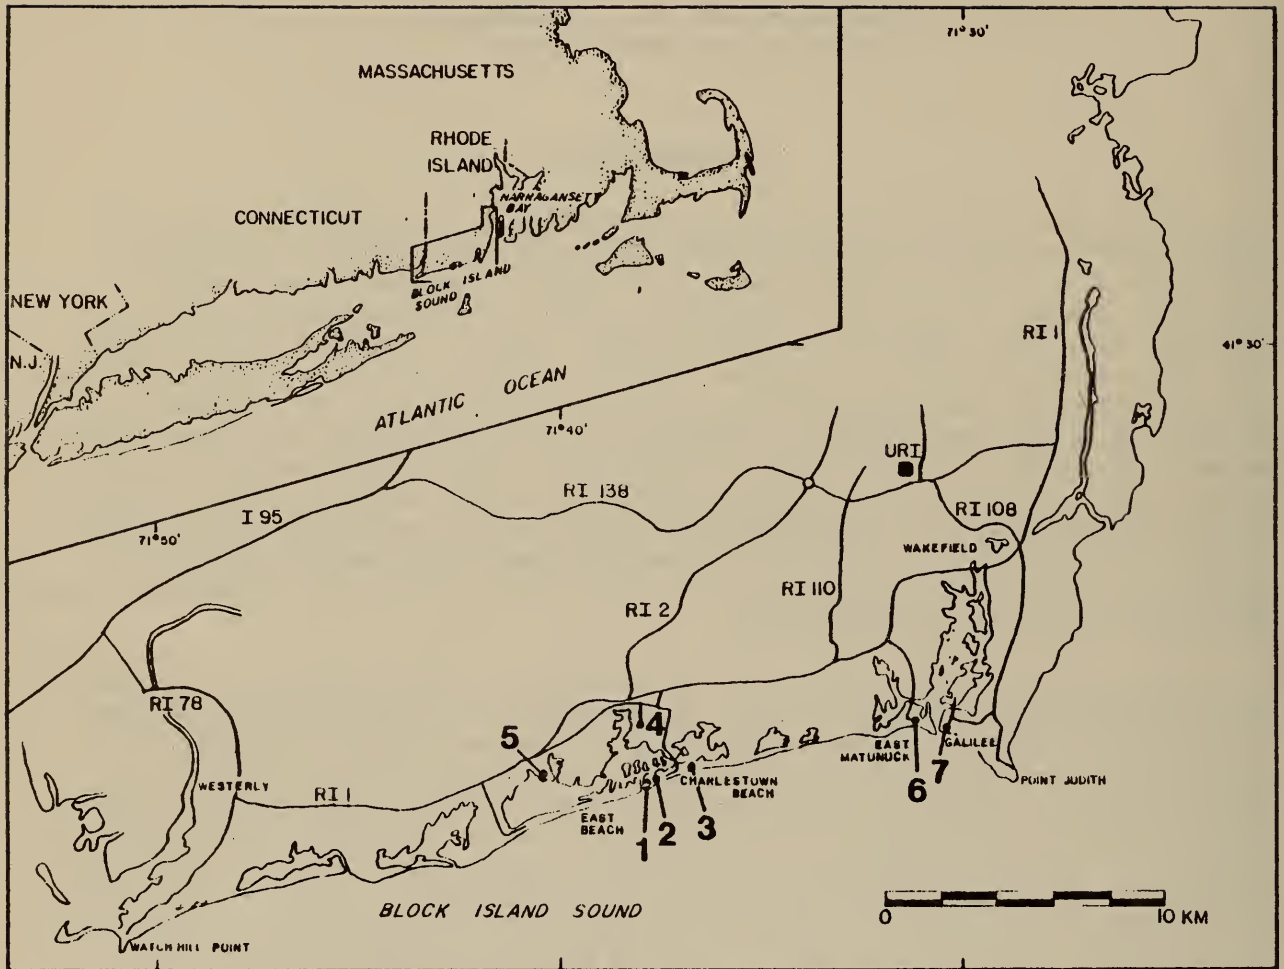 71° 30'
MASSACHUSETTS
RHODE
ISLAND
NARRAGANSETT
BAY
CONNECTICUT
BLOCK ISLAND
SOUND
NEW YORK
N.J.
RI 1
41° 30'
ATLANTIC OCEAN
71° 40'
URI
RI 138
I 95
RI 108
71° 50'
WAKEFIELD
RI 2
RI 110
RI 78
5
4
EAST
MATUNUCK
GALILEE
7
6
POINT JUDITH
WESTERLY
RI 1
CHARLESTOWN
BEACH
EAST
BEACH
1
2
3
BLOCK ISLAND SOUND
0
10 KM
WATCH HILL POINT